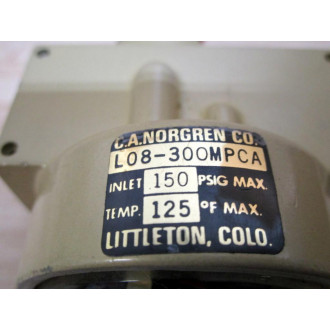 C.A.NORGREN CO.
L08-300MPCA
INLET 150 PSIG MAX.
TEMP. 125 °F MAX.
LITTLETON, COLO.